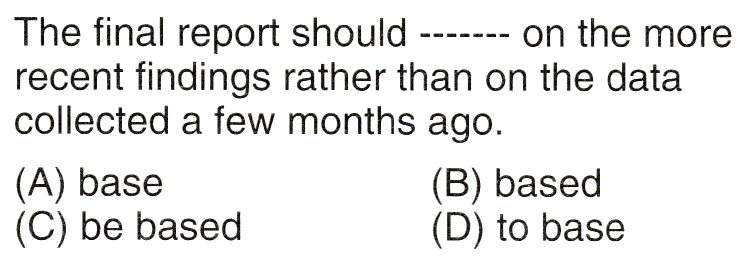 The final report should ------- on the more
recent findings rather than on the data
collected a few months ago.
(A) base (B) based
(C) be based (D) to base